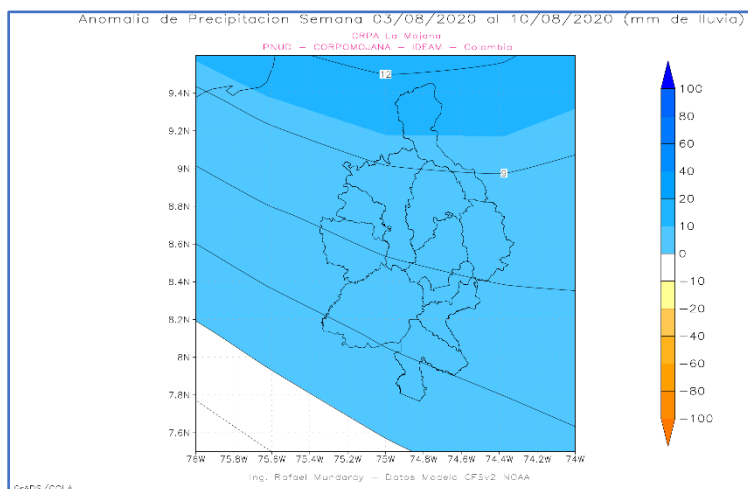 Anomalia de Precipitacion Semana 03/08/2020 al 10/08/2020 (mm de lluvia)
CRPA La Mojana
PNUD – CORPOMOJANA – IDEAM – Colombia
12
9.4N
9.2N
9N
8
8.8N
8.6N
8.4N
8.2N
8N
7.8N
7.6N
76W 75.8W 75.6W 75.4W 75.2W 75W 74.8W 74.6W 74.4W 74.2W 74W
100
80
60
40
20
10
0
−10
−20
−40
−60
−80
−100
Ing. Rafael Mundaray – Datos Modelo CFSv2 NOAA
GrADS/COLA